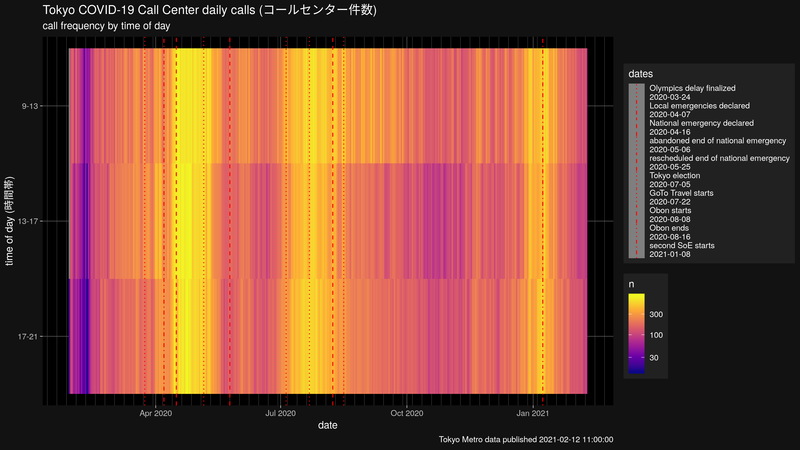 Tokyo COVID-19 Call Center daily calls (コールセンター件数)
call frequency by time of day
time of day (時間帯)
9-13
13-17
17-21
Apr 2020
Jul 2020
Oct 2020
Jan 2021
date
dates
Olympics delay finalized
2020-03-24
Local emergencies declared
2020-04-07
National emergency declared
2020-04-16
abandoned end of national emergency
2020-05-06
rescheduled end of national emergency
2020-05-25
Tokyo election
2020-07-05
GoTo Travel starts
2020-07-22
Obon starts
2020-08-08
Obon ends
2020-08-16
second SoE starts
2021-01-08
n
300
100
30
Tokyo Metro data published 2021-02-12 11:00:00